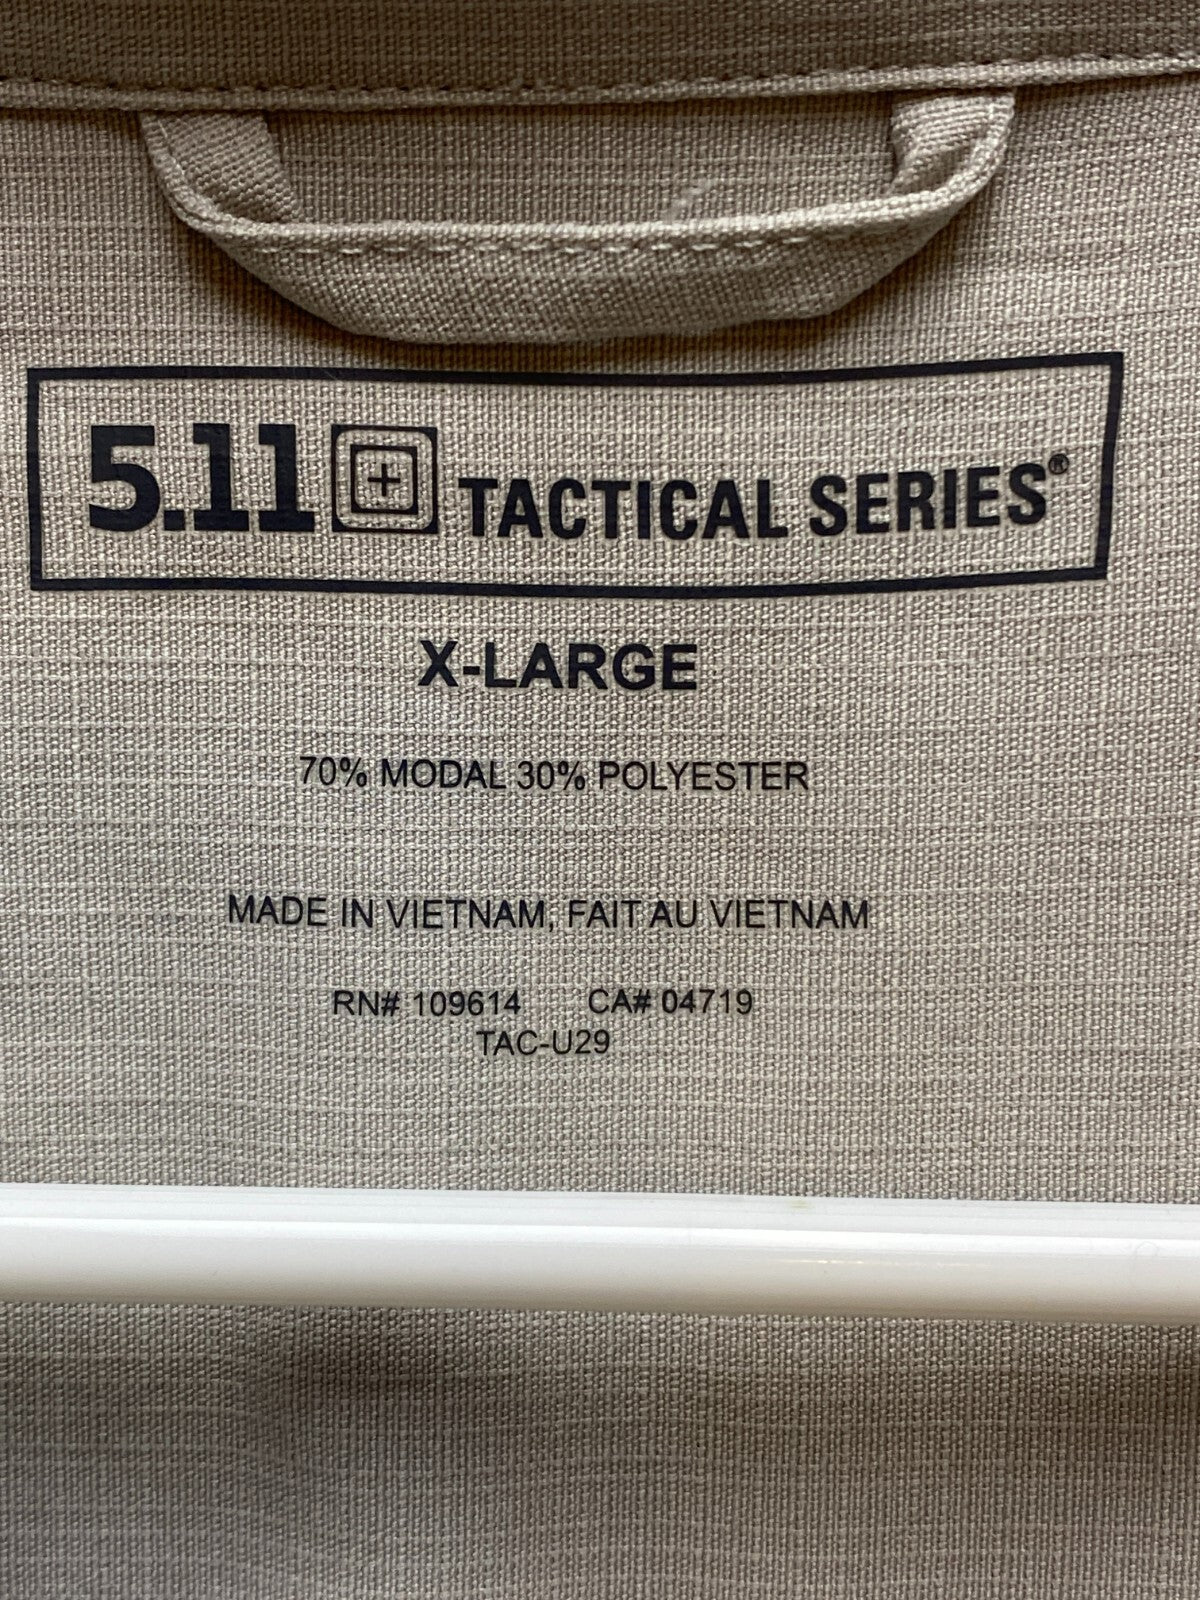 5.11 TACTICAL SERIES®
X-LARGE
70% MODAL 30% POLYESTER
MADE IN VIETNAM, FAIT AU VIETNAM
RN# 109614 CA# 04719
TAC-U29